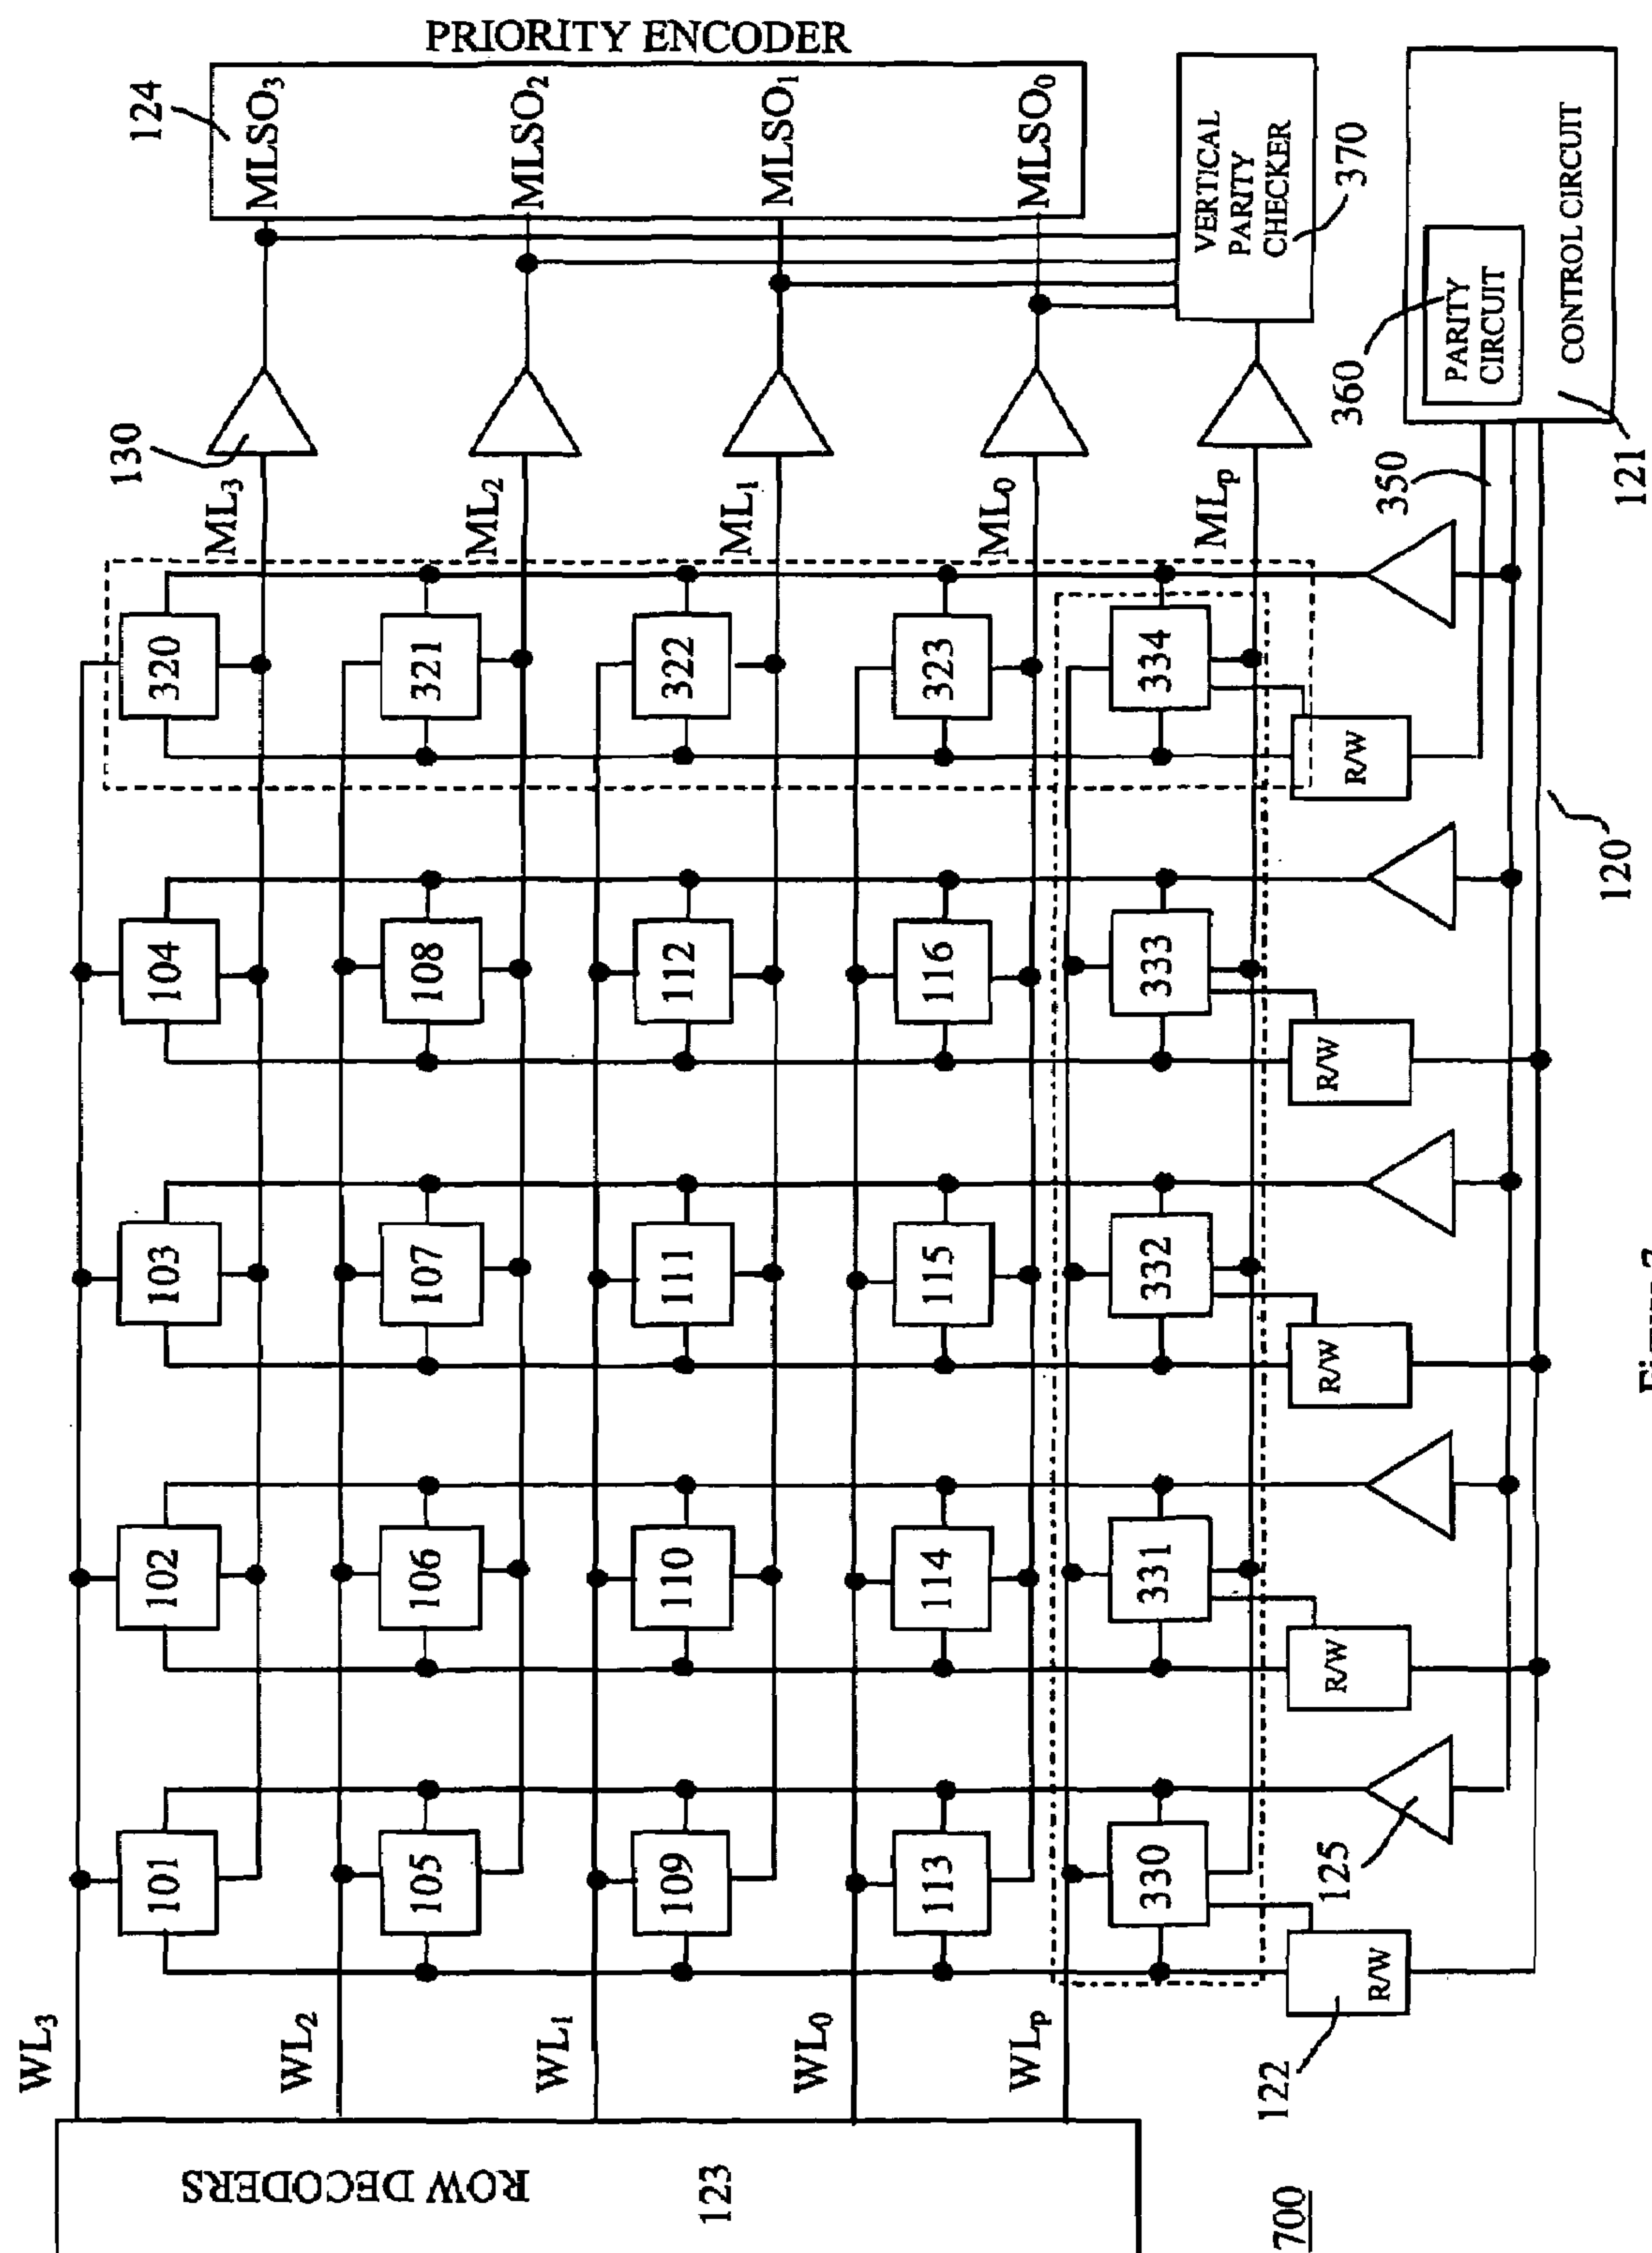 PRIORITY ENCODER
124
MLSO₃
MLSO₂
MLSO₁
MLSO₀
VERTICAL
PARITY
CHECKER
370
PARITY
CIRCUIT
360
CONTROL CIRCUIT
121
350
130
ML₃
ML₂
ML₁
ML₀
MLₚ
320
321
322
323
334
R/W
104
108
112
116
333
R/W
120
103
107
111
115
332
R/W
102
106
110
114
331
R/W
101
105
109
113
330
125
R/W
122
WL₃
WL₂
WL₁
WL₀
WLₚ
ROW DECODERS
123
700
Figure 7